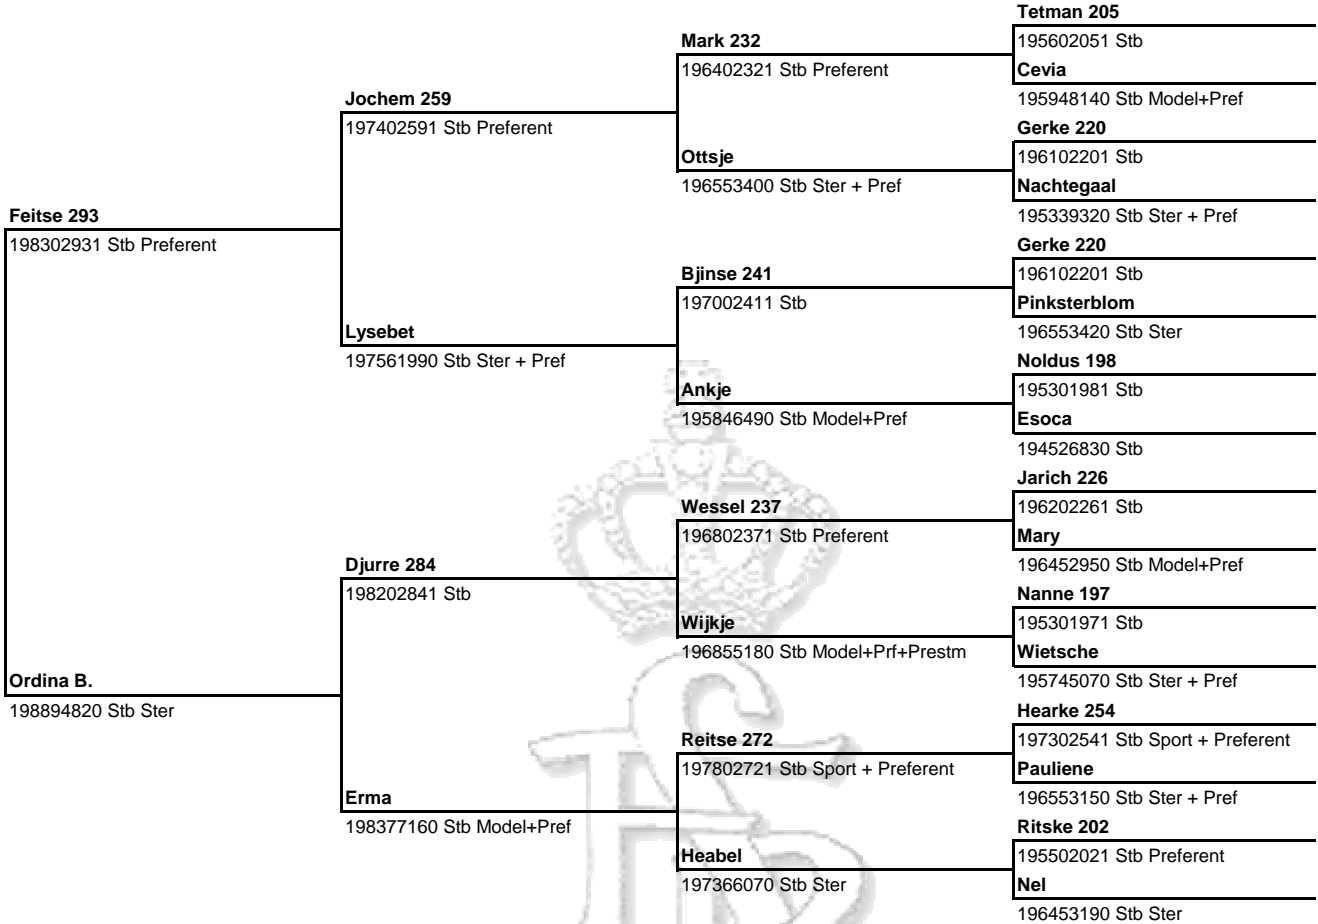 Tetman 205
Mark 232
195602051 Stb
196402321 Stb Preferent
Cevia
Jochem 259
195948140 Stb Model+Pref
197402591 Stb Preferent
Gerke 220
Ottsje
196102201 Stb
196553400 Stb Ster + Pref
Nachtegaal
Feitse 293
195339320 Stb Ster + Pref
198302931 Stb Preferent
Gerke 220
Bjinse 241
196102201 Stb
197002411 Stb
Pinksterblom
Lysebet
196553420 Stb Ster
197561990 Stb Ster + Pref
Noldus 198
Ankje
195301981 Stb
195846490 Stb Model+Pref
Esoca
194526830 Stb
Jarich 226
Wessel 237
196202261 Stb
196802371 Stb Preferent
Mary
Djurre 284
196452950 Stb Model+Pref
198202841 Stb
Nanne 197
Wijkje
195301971 Stb
196855180 Stb Model+Prf+Prestm
Wietsche
Ordina B.
195745070 Stb Ster + Pref
198894820 Stb Ster
Hearke 254
Reitse 272
197302541 Stb Sport + Preferent
197802721 Stb Sport + Preferent
Pauliene
Erma
196553150 Stb Ster + Pref
198377160 Stb Model+Pref
Ritske 202
Heabel
195502021 Stb Preferent
197366070 Stb Ster
Nel
196453190 Stb Ster